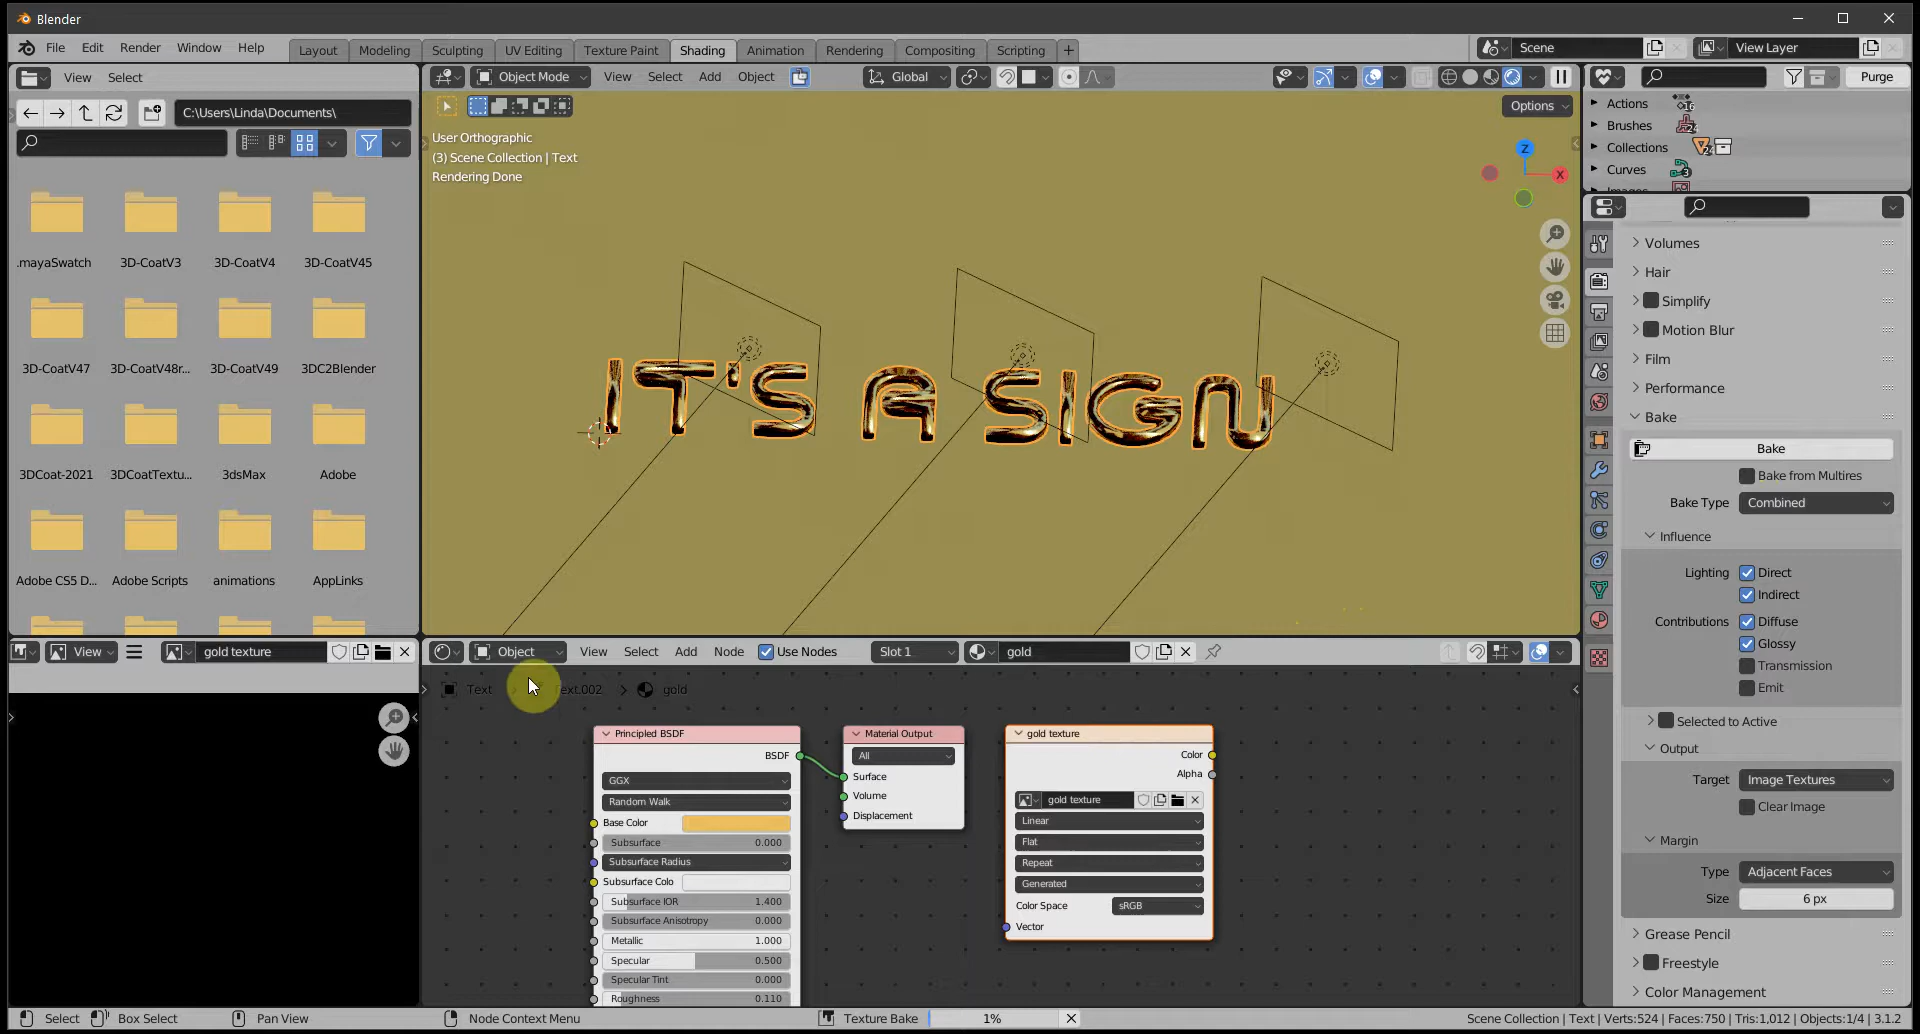 Blender
File Edit Render Window Help Layout Modeling Sculpting UV Editing Texture Paint Shading Animation Rendering Compositing Scripting + Scene View Layer
View Select Object Mode View Select Add Object Global Purge
C:\Users\Linda\Documents\ Options Actions
User Orthographic Brushes
(3) Scene Collection | Text Collections
Rendering Done Z X Curves
.mayaSwatch 3D-CoatV3 3D-CoatV4 3D-CoatV45
3D-CoatV47 3D-CoatV48r... 3D-CoatV49 3DC2Blender
3DCoat-2021 3DCoatTextu... 3dsMax Adobe
Adobe CS5 D... Adobe Scripts animations AppLinks
IT'S A SIGN
Volumes
Hair
Simplify
Motion Blur
Film
Performance
Bake
Bake
Bake from Multires
Bake Type Combined
Influence
Lighting Direct
Indirect
Contributions Diffuse
Glossy
Transmission
Emit
Selected to Active
Output
Target Image Textures
Clear Image
Margin
Type Adjacent Faces
Size 6 px
Grease Pencil
Freestyle
Color Management
View gold texture
Object View Select Add Node Use Nodes Slot 1 gold
Text ext.002 gold
Principled BSDF
BSDF
GGX
Random Walk
Base Color
Subsurface 0.000
Subsurface Radius
Subsurface Colo
Subsurface IOR 1.400
Subsurface Anisotropy 0.000
Metallic 1.000
Specular 0.500
Specular Tint 0.000
Roughness 0.110
Material Output
All
Surface
Volume
Displacement
gold texture
Color
Alpha
gold texture
Linear
Flat
Repeat
Generated
Color Space sRGB
Vector
Select Box Select Pan View Node Context Menu Texture Bake 1% Scene Collection | Text | Verts:524 | Faces:750 | Tris:1,012 | Objects:1/4 | 3.1.2